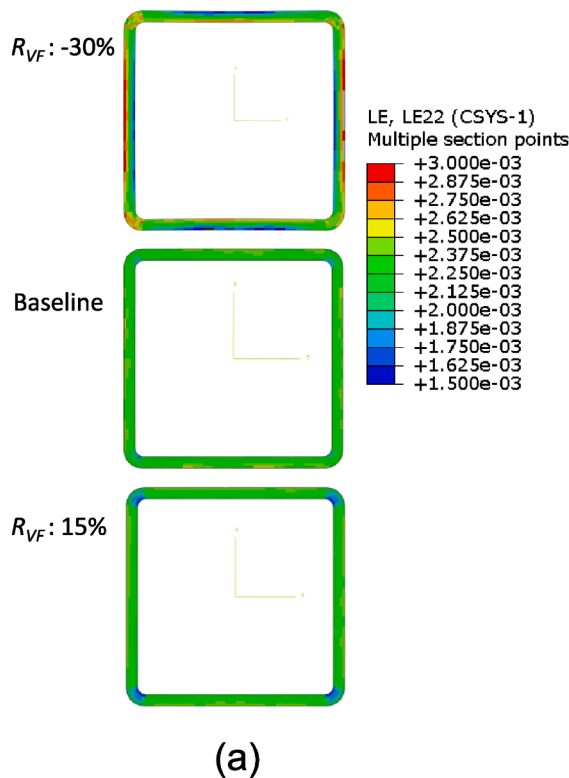 R_VF: -30%
LE, LE22 (CSYS-1)
Multiple section points
+3.000e-03
+2.875e-03
+2.750e-03
+2.625e-03
+2.500e-03
+2.375e-03
+2.250e-03
+2.125e-03
+2.000e-03
+1.875e-03
+1.750e-03
+1.625e-03
+1.500e-03
Baseline
R_VF: 15%
(a)